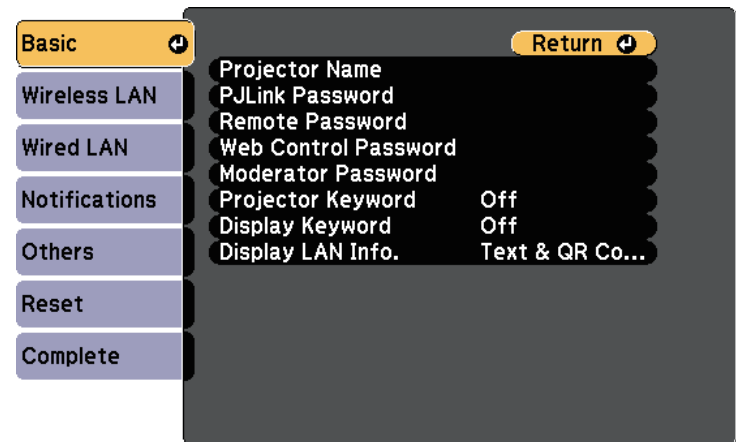 Basic
Wireless LAN
Wired LAN
Notifications
Others
Reset
Complete
Return
Projector Name
PJLink Password
Remote Password
Web Control Password
Moderator Password
Projector Keyword Off
Display Keyword Off
Display LAN Info. Text & QR Co...